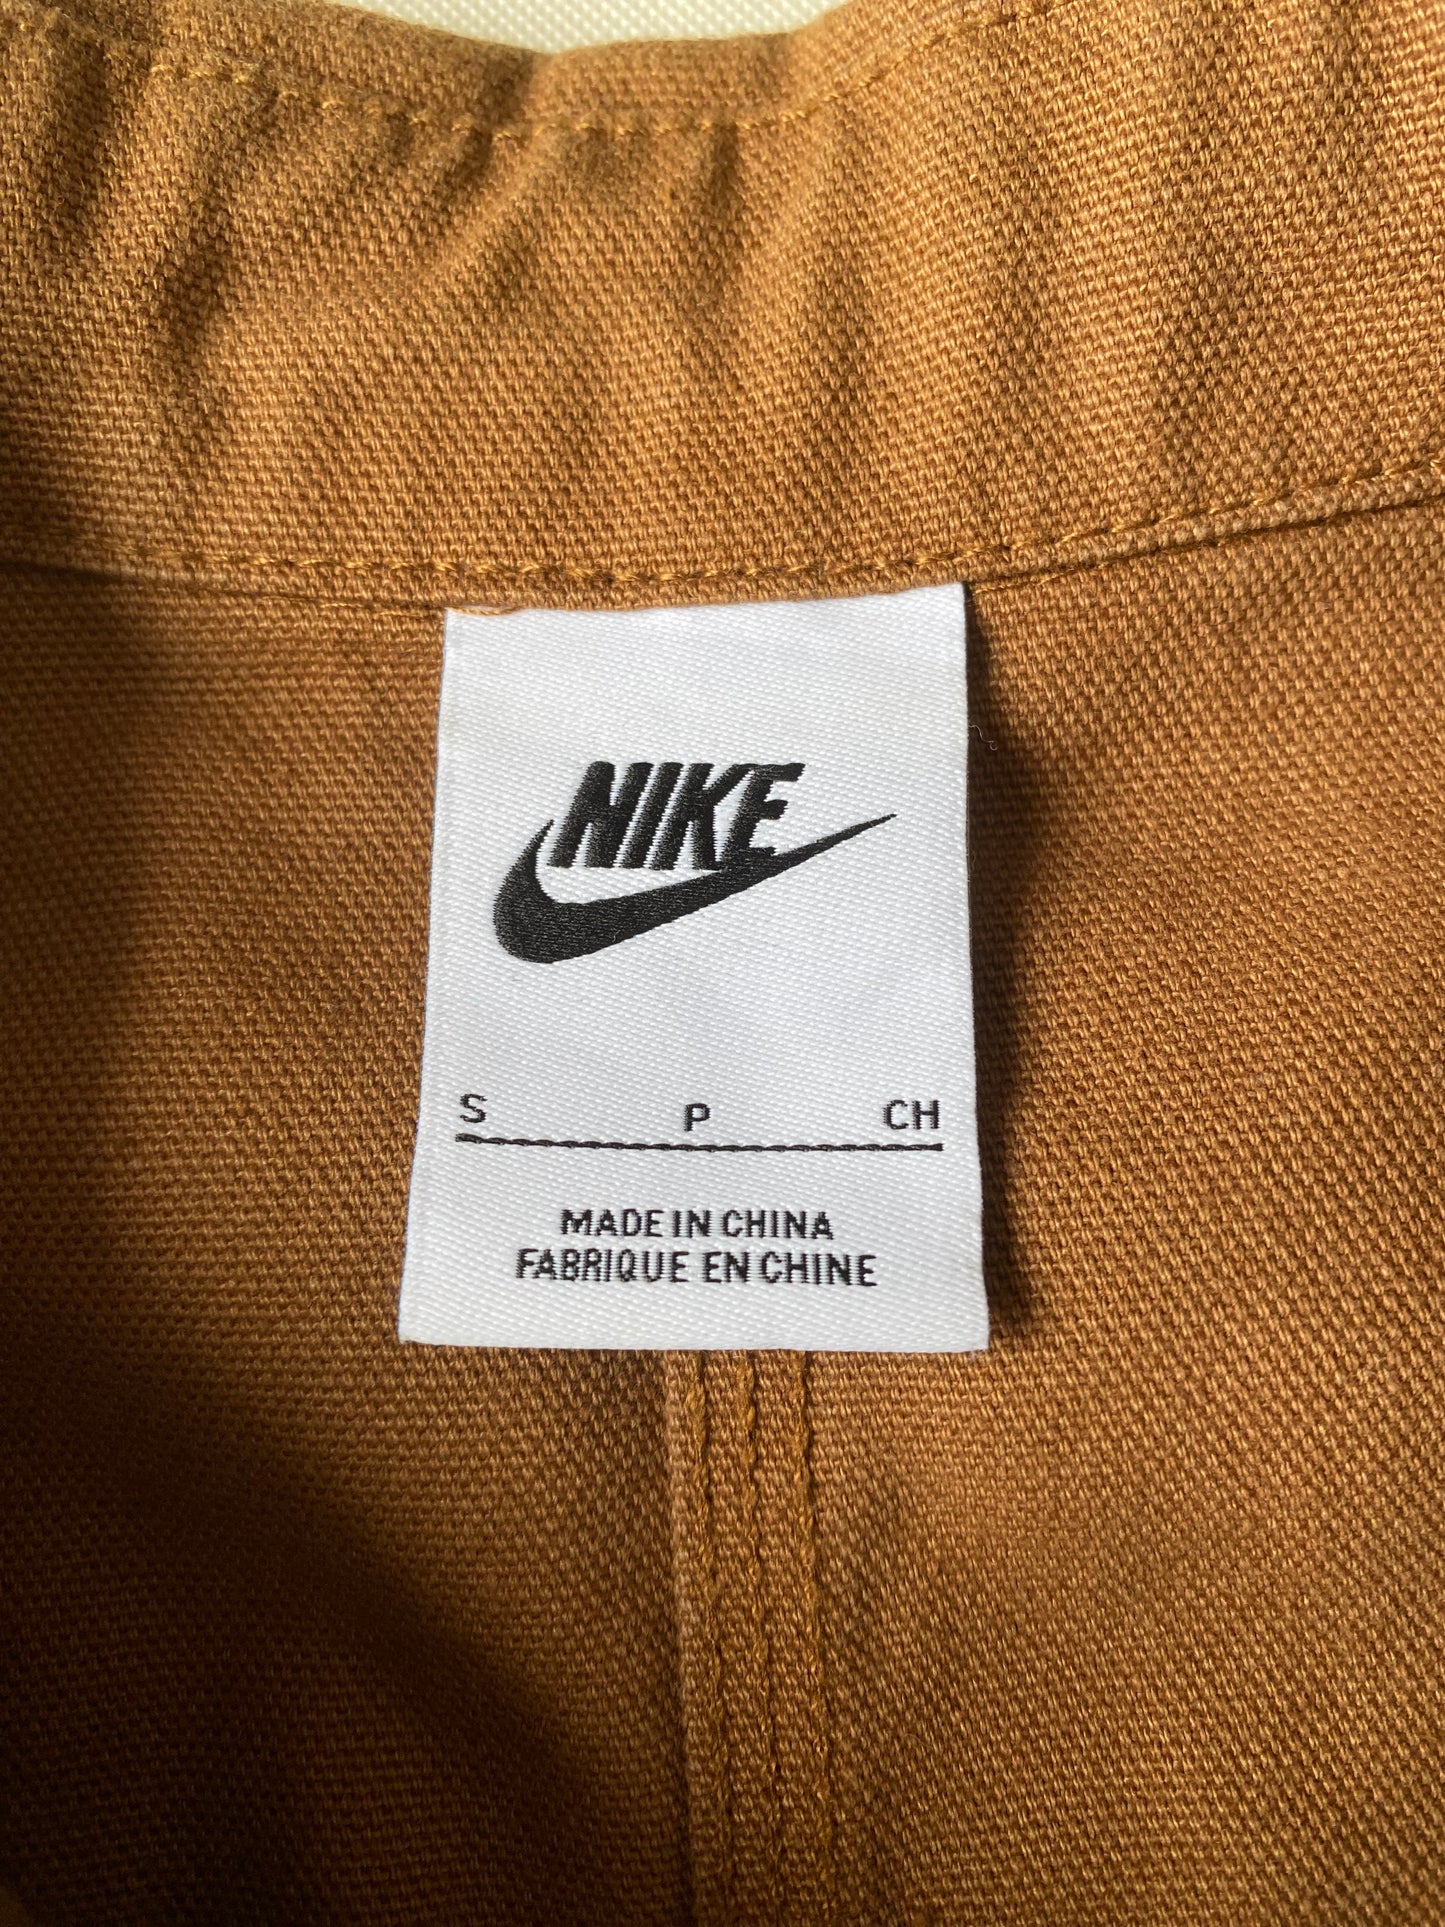 NIKE
S P CH
MADE IN CHINA
FABRIQUE EN CHINE